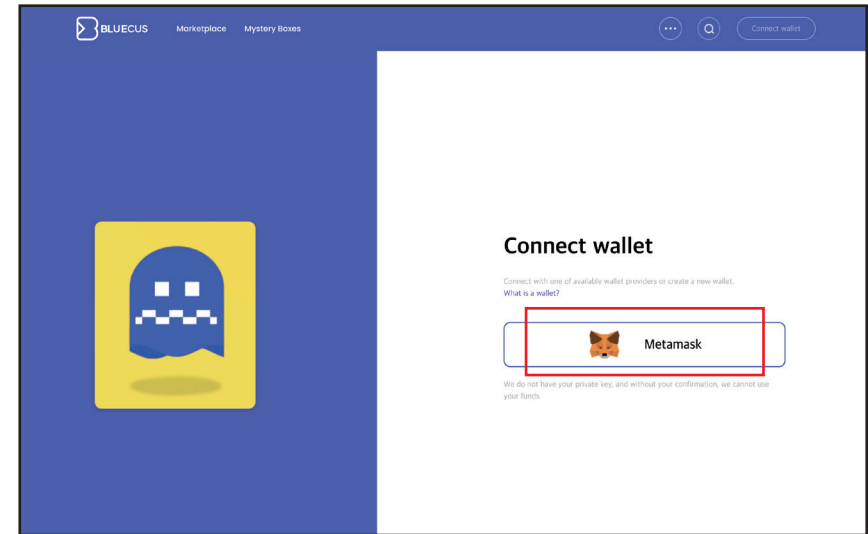 BLUECUS Marketplace Mystery Boxes Connect wallet
Connect wallet
Connect with one of available wallet providers or create a new wallet.
What is a wallet?
Metamask
We do not have your private key, and without your confirmation, we cannot use
your funds.